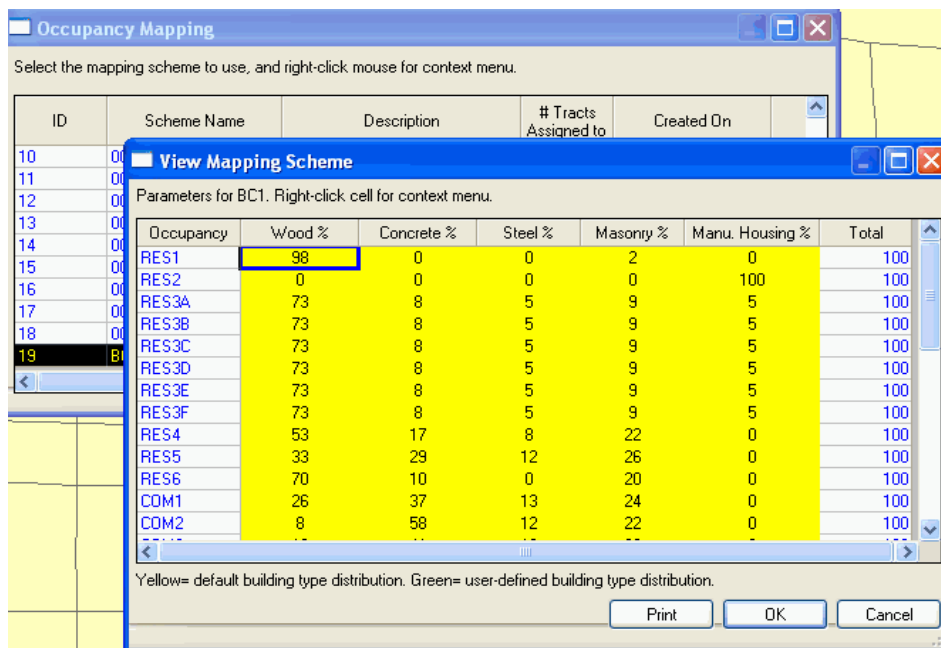 Occupancy Mapping
Select the mapping scheme to use, and right-click mouse for context menu.
ID Scheme Name Description # Tracts Assigned to Created On
10
11
12
13
14
15
16
17
18
19
View Mapping Scheme
Parameters for BC1. Right-click cell for context menu.
Occupancy Wood % Concrete % Steel % Masonry % Manu. Housing % Total
RES1 98 0 0 2 0 100
RES2 0 0 0 0 100 100
RES3A 73 8 5 9 5 100
RES3B 73 8 5 9 5 100
RES3C 73 8 5 9 5 100
RES3D 73 8 5 9 5 100
RES3E 73 8 5 9 5 100
RES3F 73 8 5 9 5 100
RES4 53 17 8 22 0 100
RES5 33 29 12 26 0 100
RES6 70 10 0 20 0 100
COM1 26 37 13 24 0 100
COM2 8 58 12 22 0 100
Yellow= default building type distribution. Green= user-defined building type distribution.
Print OK Cancel